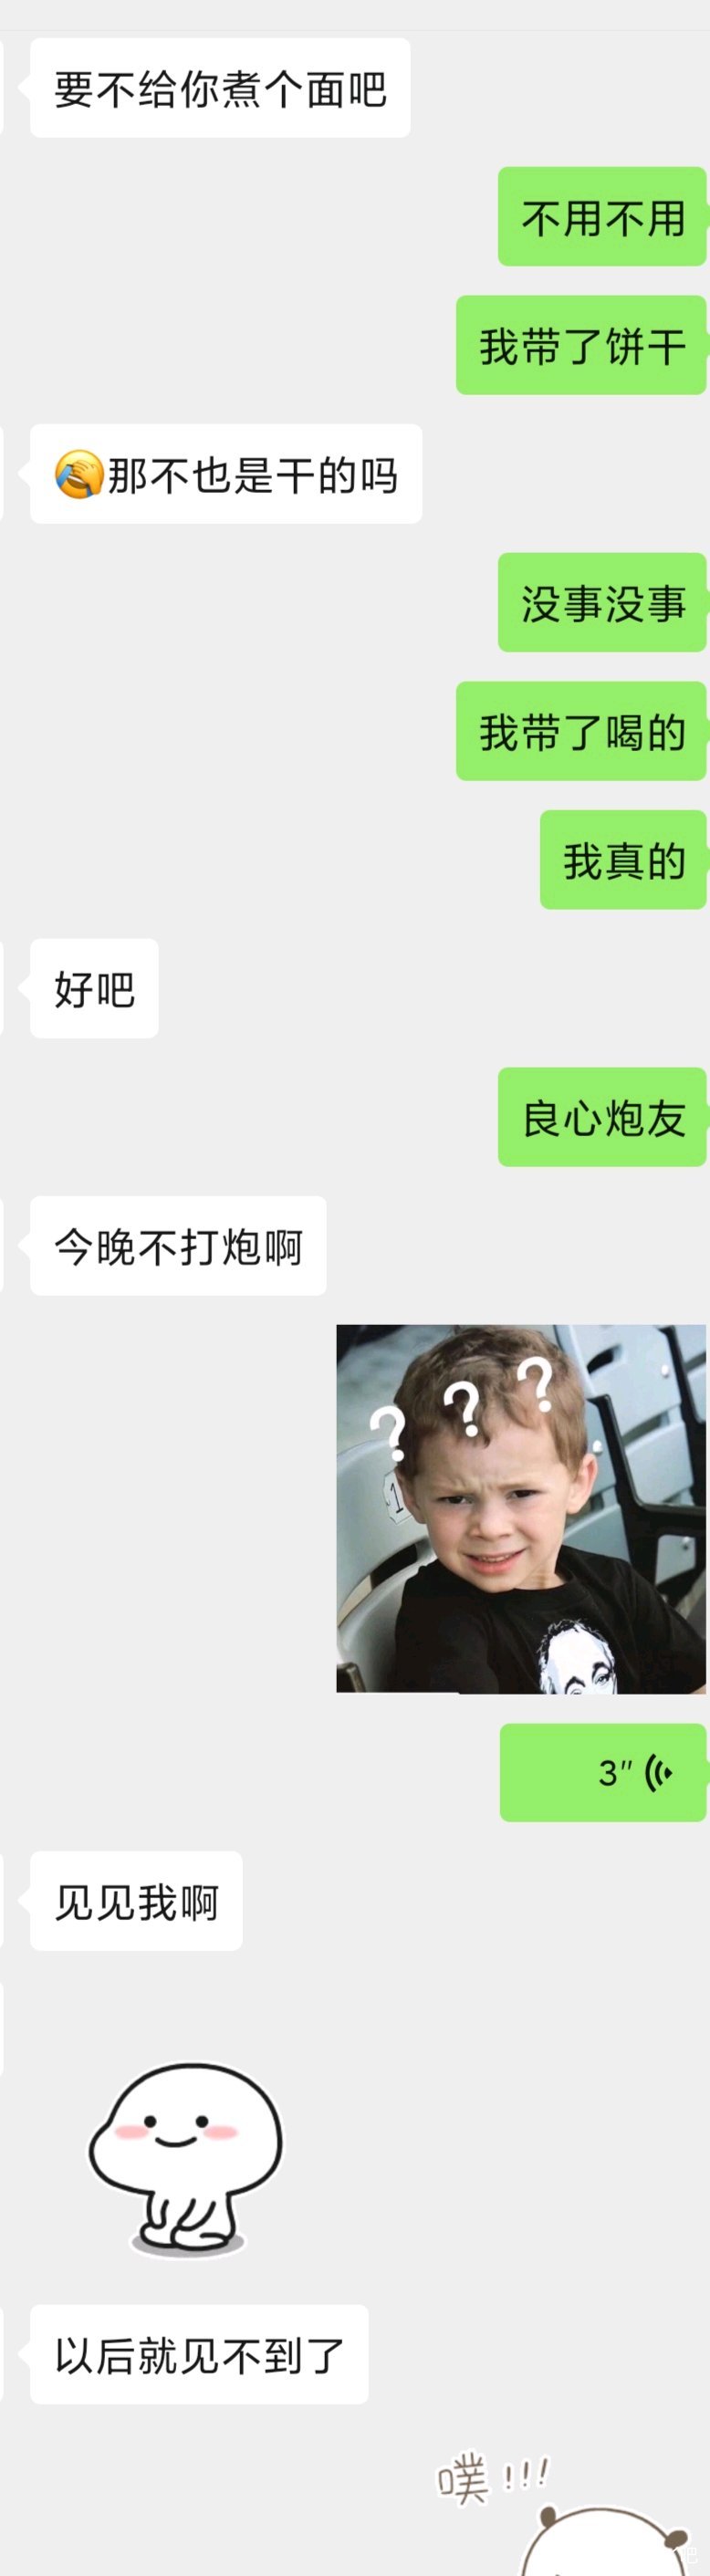 要不给你煮个面吧
不用不用
我带了饼干
🤣那不也是干的吗
没事没事
我带了喝的
我真的
好吧
良心炮友
今晚不打炮啊
? ? ?
1
3"
见见我啊
以后就见不到了
噗!!!